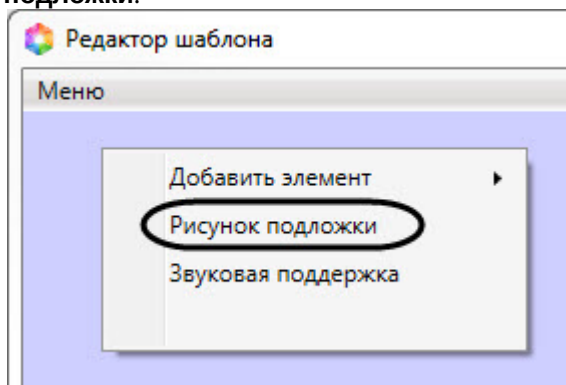 подложки.
Редактор шаблона
Меню
Добавить элемент
Рисунок подложки
Звуковая поддержка